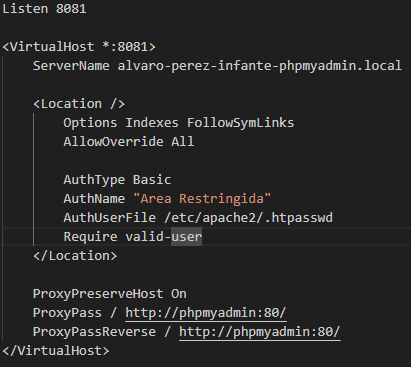 Listen 8081
<VirtualHost *:8081>
ServerName alvaro-perez-infante-phpmyadmin.local
<Location />
Options Indexes FollowSymLinks
AllowOverride All
AuthType Basic
AuthName "Area Restringida"
AuthUserFile /etc/apache2/.htpasswd
Require valid-user
</Location>
ProxyPreserveHost On
ProxyPass / http://phpmyadmin:80/
ProxyPassReverse / http://phpmyadmin:80/
</VirtualHost>